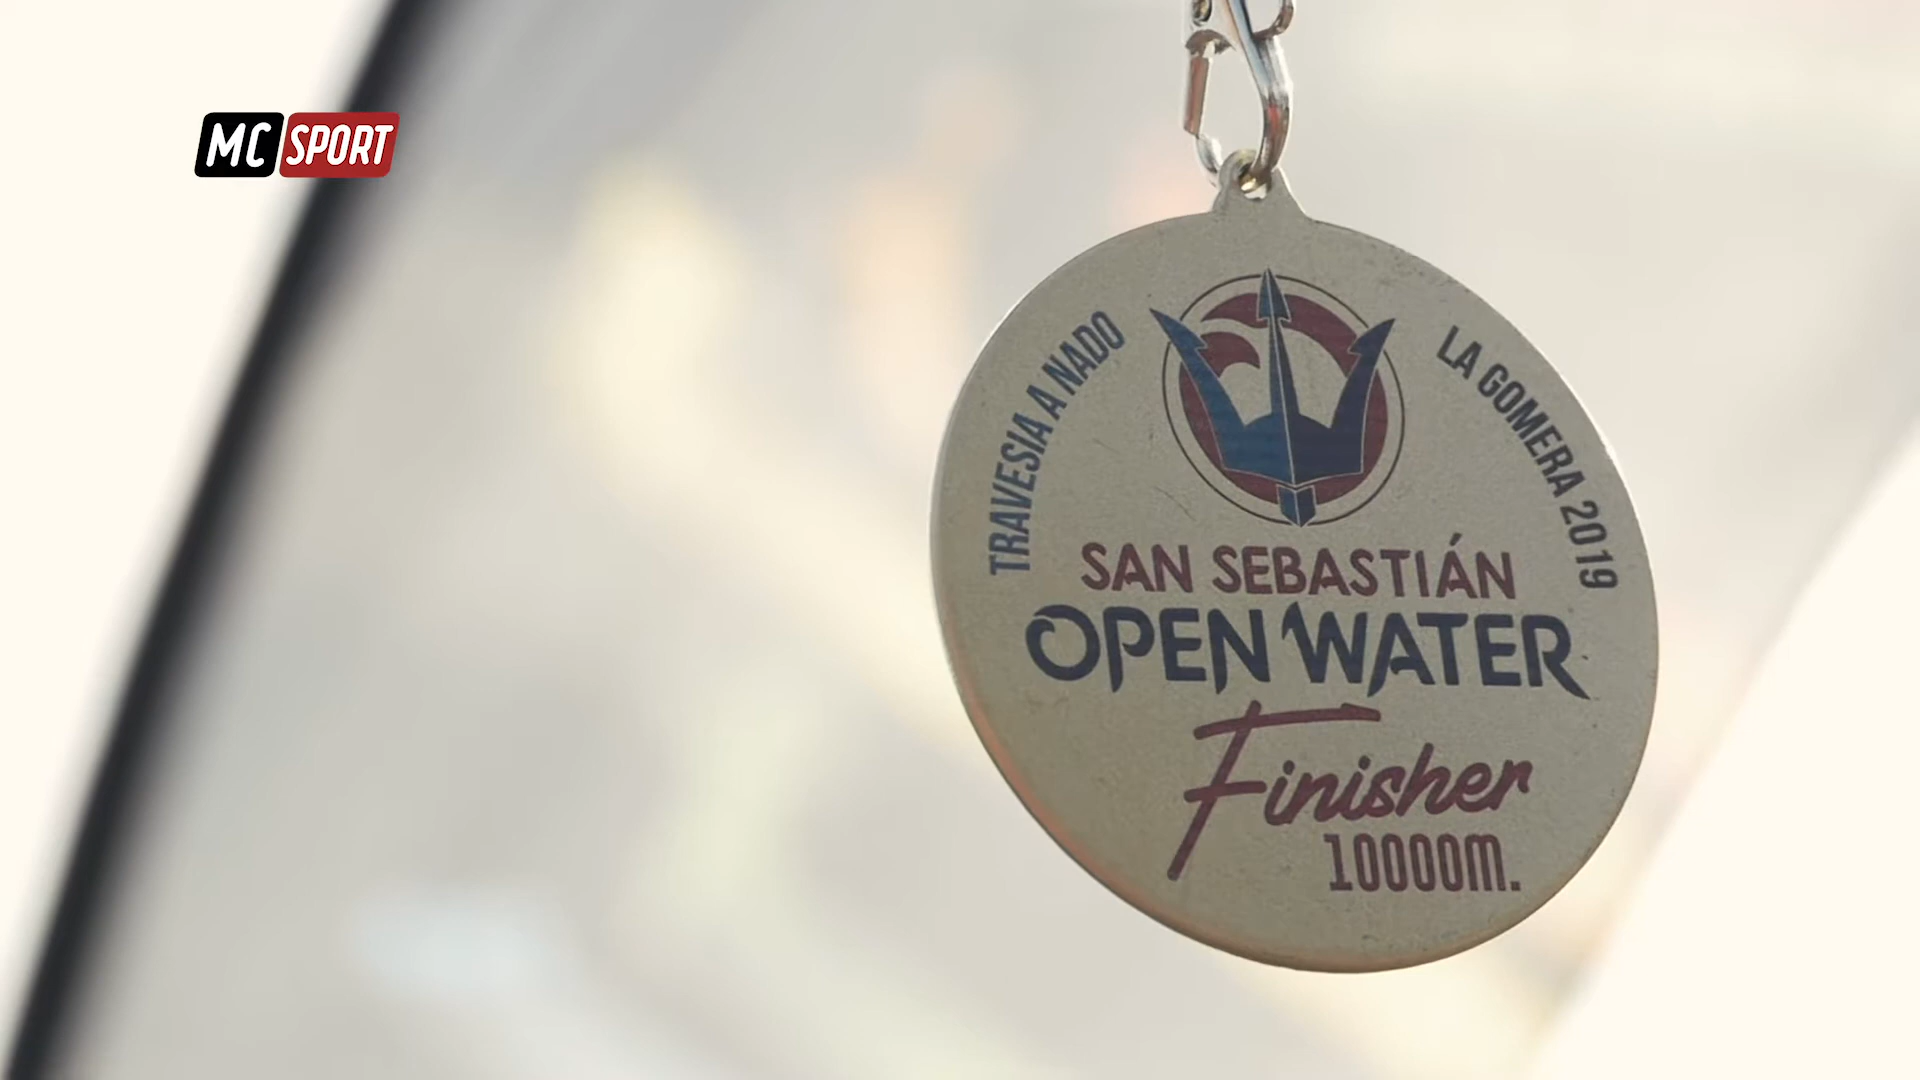 MC SPORT
TRAVESIA A NADO
LA GOMERA 2019
SAN SEBASTIÁN
OPEN WATER
Finisher
10000M.